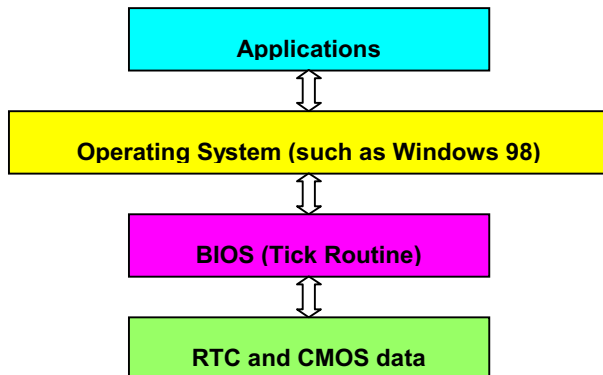 Applications
Operating System (such as Windows 98)
BIOS (Tick Routine)
RTC and CMOS data